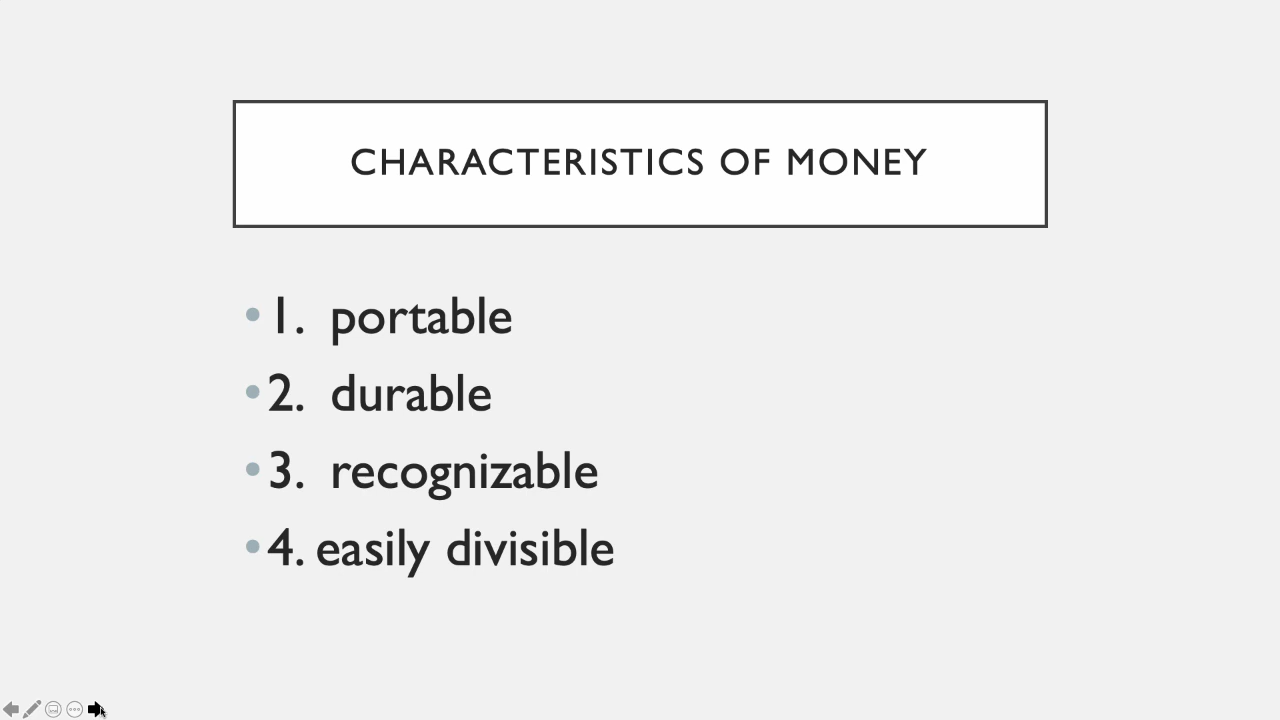 CHARACTERISTICS OF MONEY
• 1. portable
• 2. durable
• 3. recognizable
• 4. easily divisible